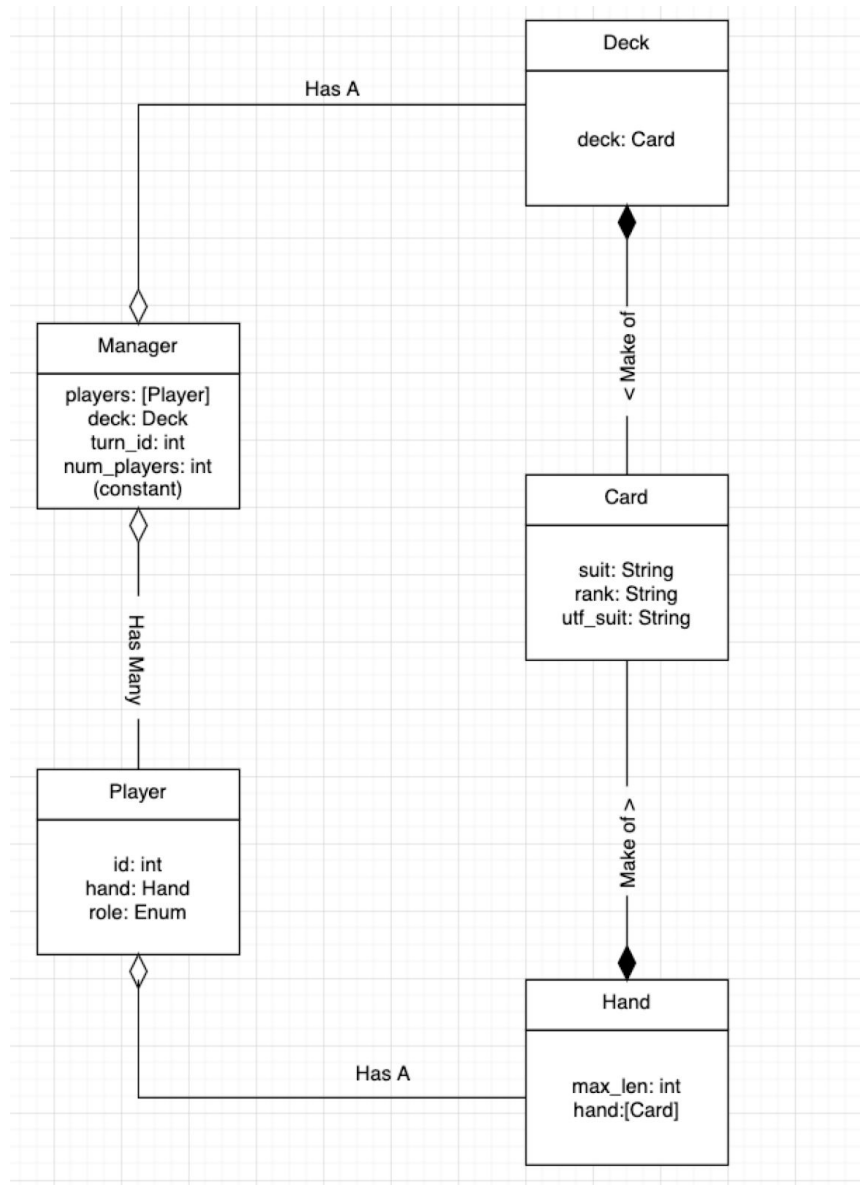 Deck
deck: Card
Has A
< Make of
Manager
players: [Player]
deck: Deck
turn_id: int
num_players: int
(constant)
Card
suit: String
rank: String
utf_suit: String
Has Many
Player
id: int
hand: Hand
role: Enum
Make of >
Hand
max_len: int
hand:[Card]
Has A